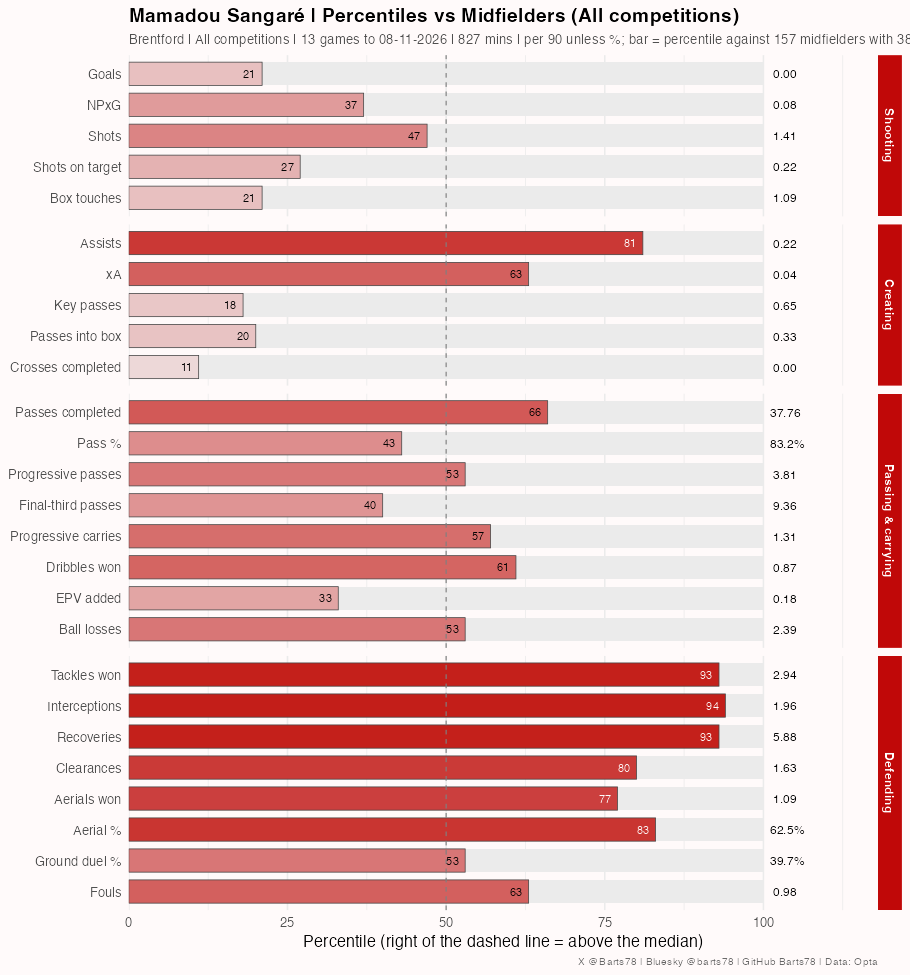 Mamadou Sangaré | Percentiles vs Midfielders (All competitions)
Brentford | All competitions | 13 games to 08-11-2026 | 827 mins | per 90 unless %; bar = percentile against 157 midfielders with 38
Shooting
Goals 21 0.00
NPxG 37 0.08
Shots 47 1.41
Shots on target 27 0.22
Box touches 21 1.09
Creating
Assists 81 0.22
xA 63 0.04
Key passes 18 0.65
Passes into box 20 0.33
Crosses completed 11 0.00
Passing & carrying
Passes completed 66 37.76
Pass % 43 83.2%
Progressive passes 53 3.81
Final-third passes 40 9.36
Progressive carries 57 1.31
Dribbles won 61 0.87
EPV added 33 0.18
Ball losses 53 2.39
Defending
Tackles won 93 2.94
Interceptions 94 1.96
Recoveries 93 5.88
Clearances 80 1.63
Aerials won 77 1.09
Aerial % 83 62.5%
Ground duel % 53 39.7%
Fouls 63 0.98
0 25 50 75 100
Percentile (right of the dashed line = above the median)
X @Barts78 | Bluesky @barts78 | GitHub Barts78 | Data: Opta